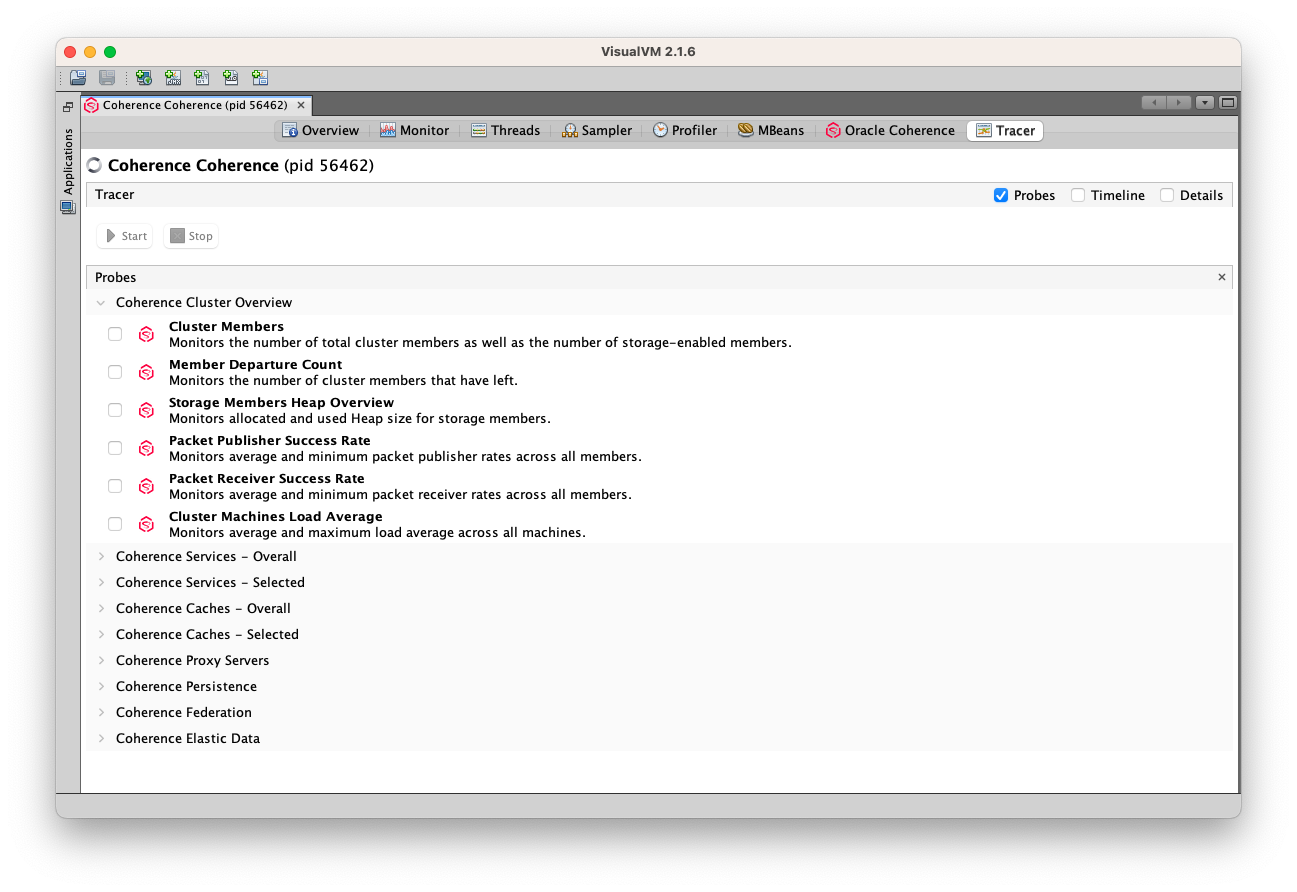 VisualVM 2.1.6
Coherence Coherence (pid 56462)
Applications
Overview Monitor Threads Sampler Profiler MBeans Oracle Coherence Tracer
Coherence Coherence (pid 56462)
Tracer Probes Timeline Details
Start Stop
Probes
Coherence Cluster Overview
Cluster Members
Monitors the number of total cluster members as well as the number of storage-enabled members.
Member Departure Count
Monitors the number of cluster members that have left.
Storage Members Heap Overview
Monitors allocated and used Heap size for storage members.
Packet Publisher Success Rate
Monitors average and minimum packet publisher rates across all members.
Packet Receiver Success Rate
Monitors average and minimum packet receiver rates across all members.
Cluster Machines Load Average
Monitors average and maximum load average across all machines.
Coherence Services - Overall
Coherence Services - Selected
Coherence Caches - Overall
Coherence Caches - Selected
Coherence Proxy Servers
Coherence Persistence
Coherence Federation
Coherence Elastic Data